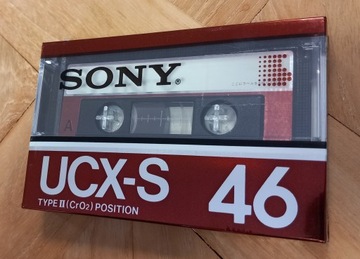 SONY®
A
UCX-S 46
TYPE II (CrO2) POSITION